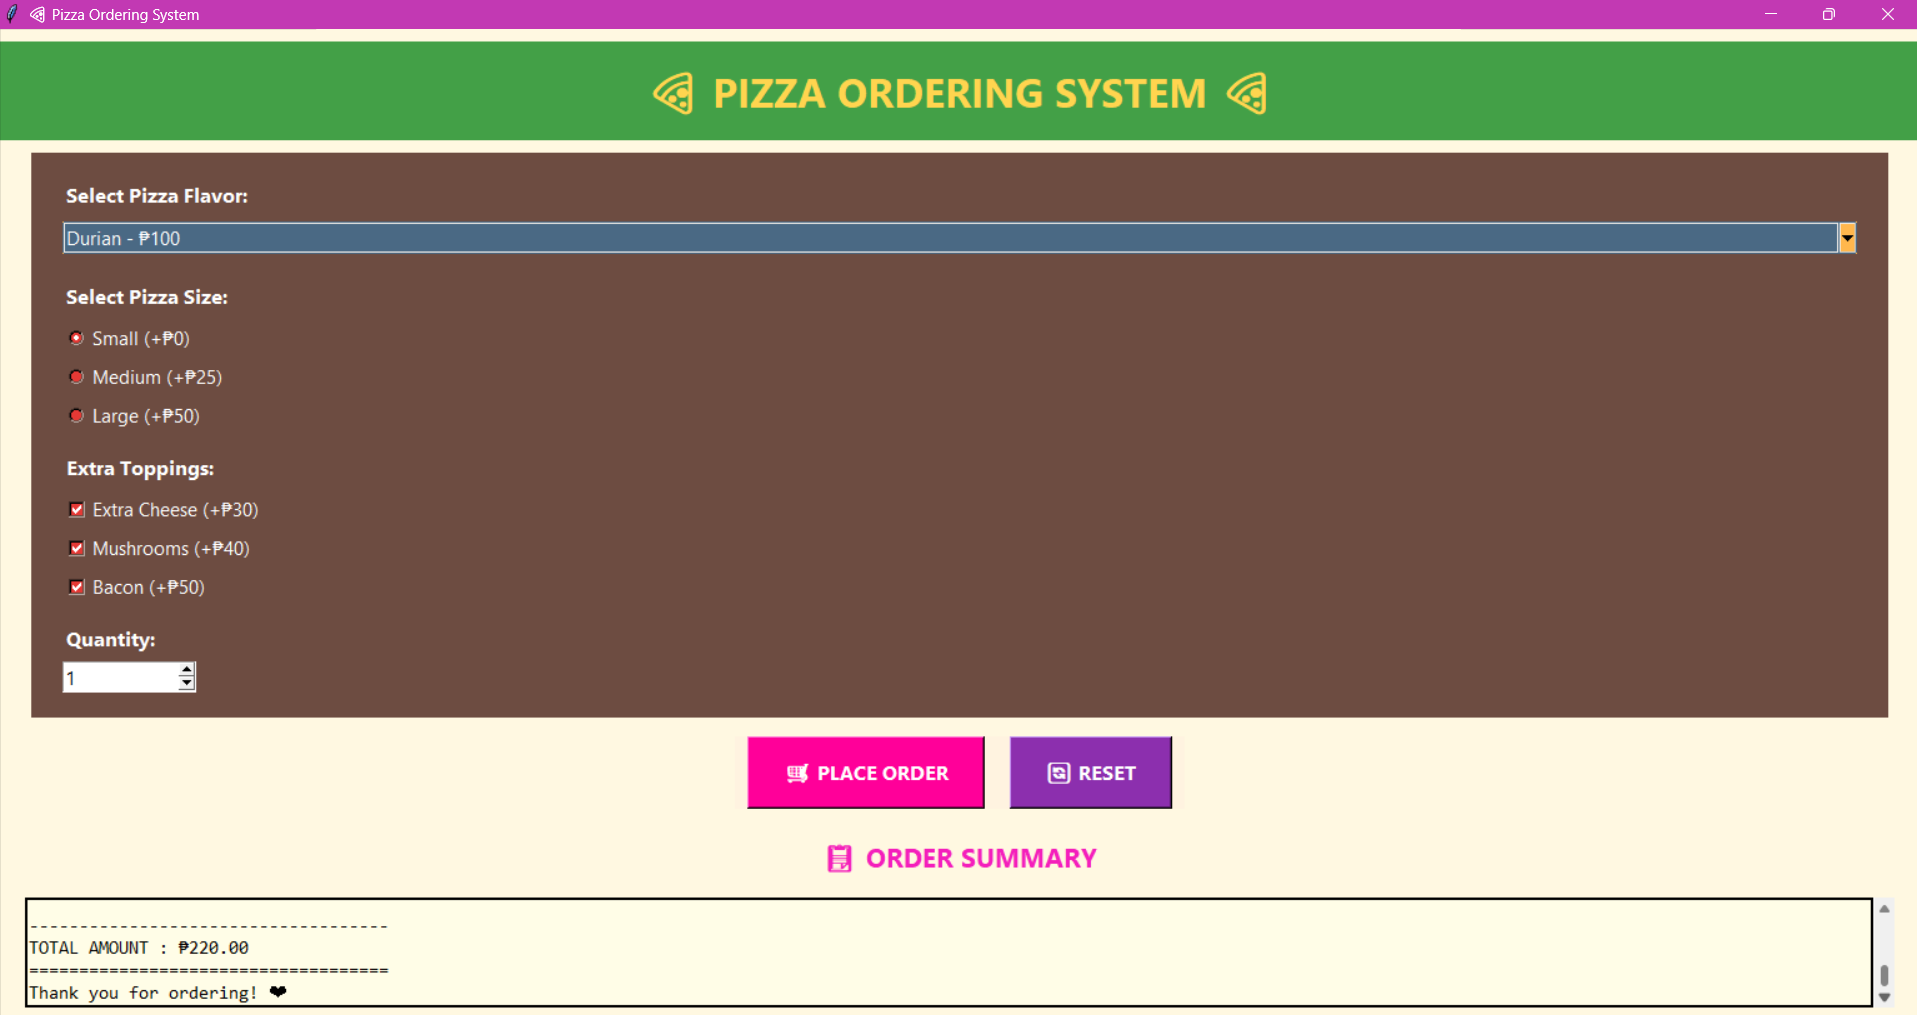 Pizza Ordering System
PIZZA ORDERING SYSTEM
Select Pizza Flavor:
Durian - ₱100
Select Pizza Size:
Small (+₱0)
Medium (+₱25)
Large (+₱50)
Extra Toppings:
Extra Cheese (+₱30)
Mushrooms (+₱40)
Bacon (+₱50)
Quantity:
1
PLACE ORDER
RESET
ORDER SUMMARY
------------------------------------
TOTAL AMOUNT : ₱220.00
====================================
Thank you for ordering! ❤